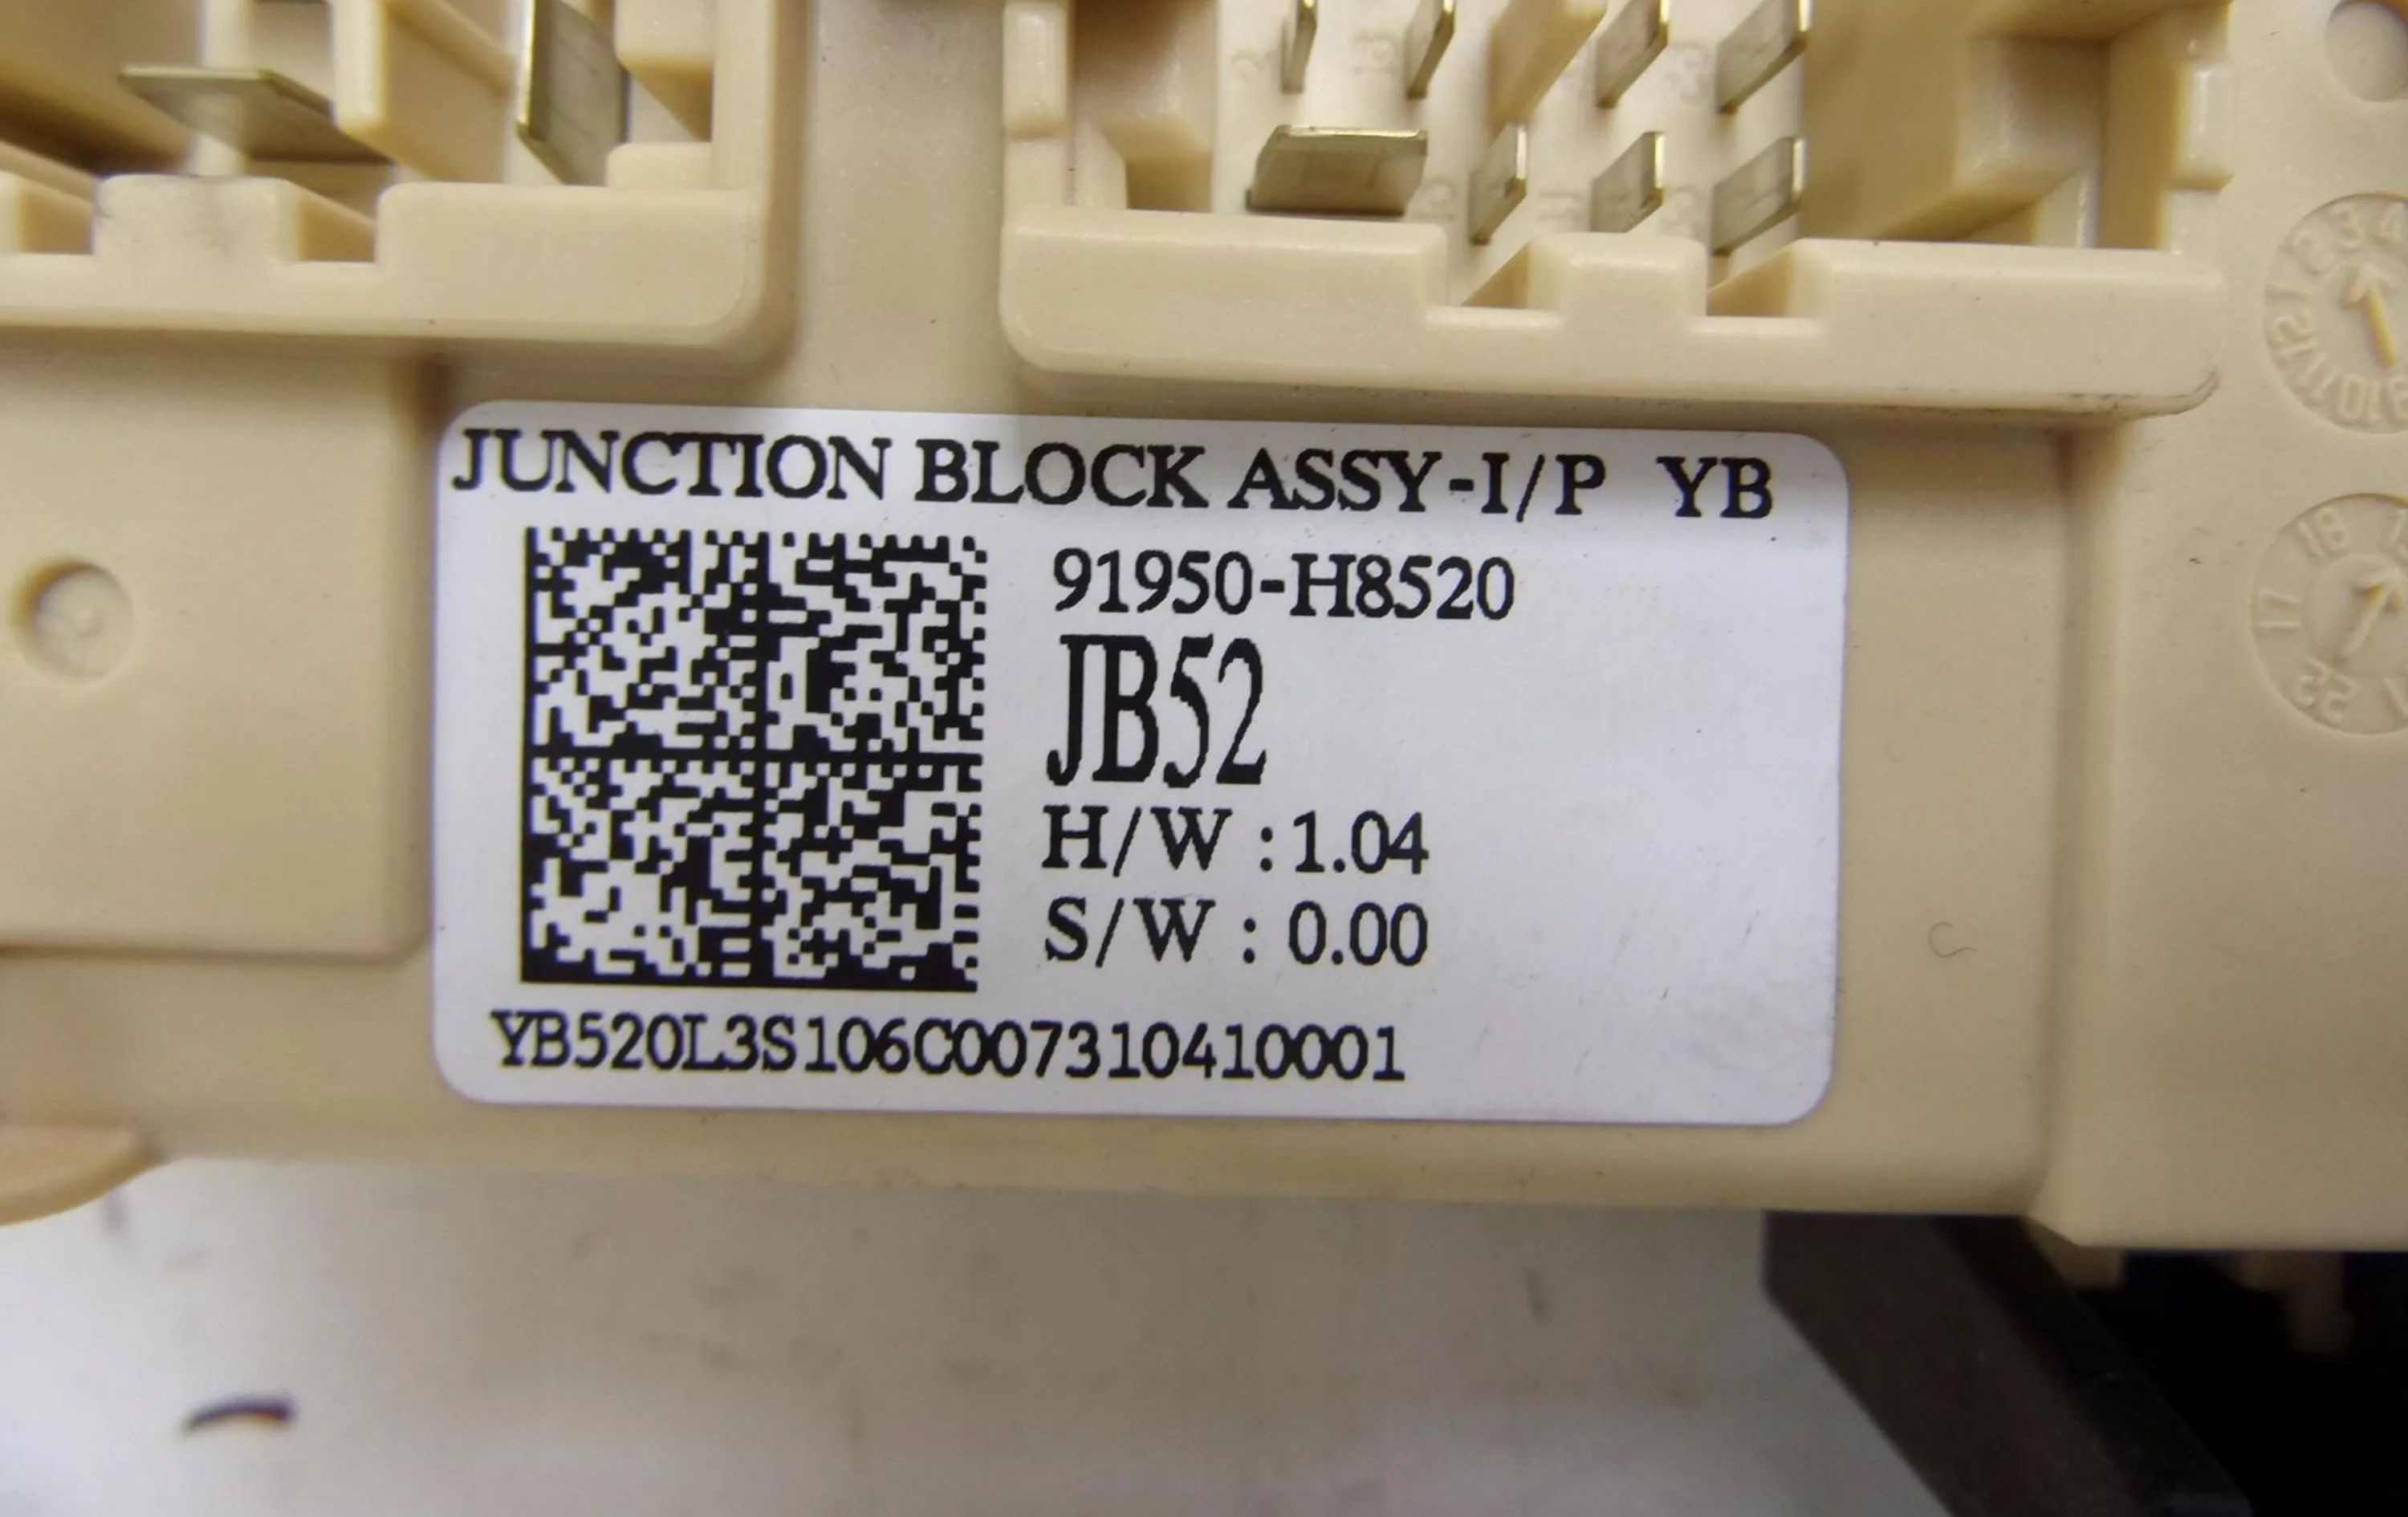 JUNCTION BLOCK ASSY-I/P YB
91950-H8520
JB52
H/W :1.04
S/W : 0.00
YB520L3S106C007310410001